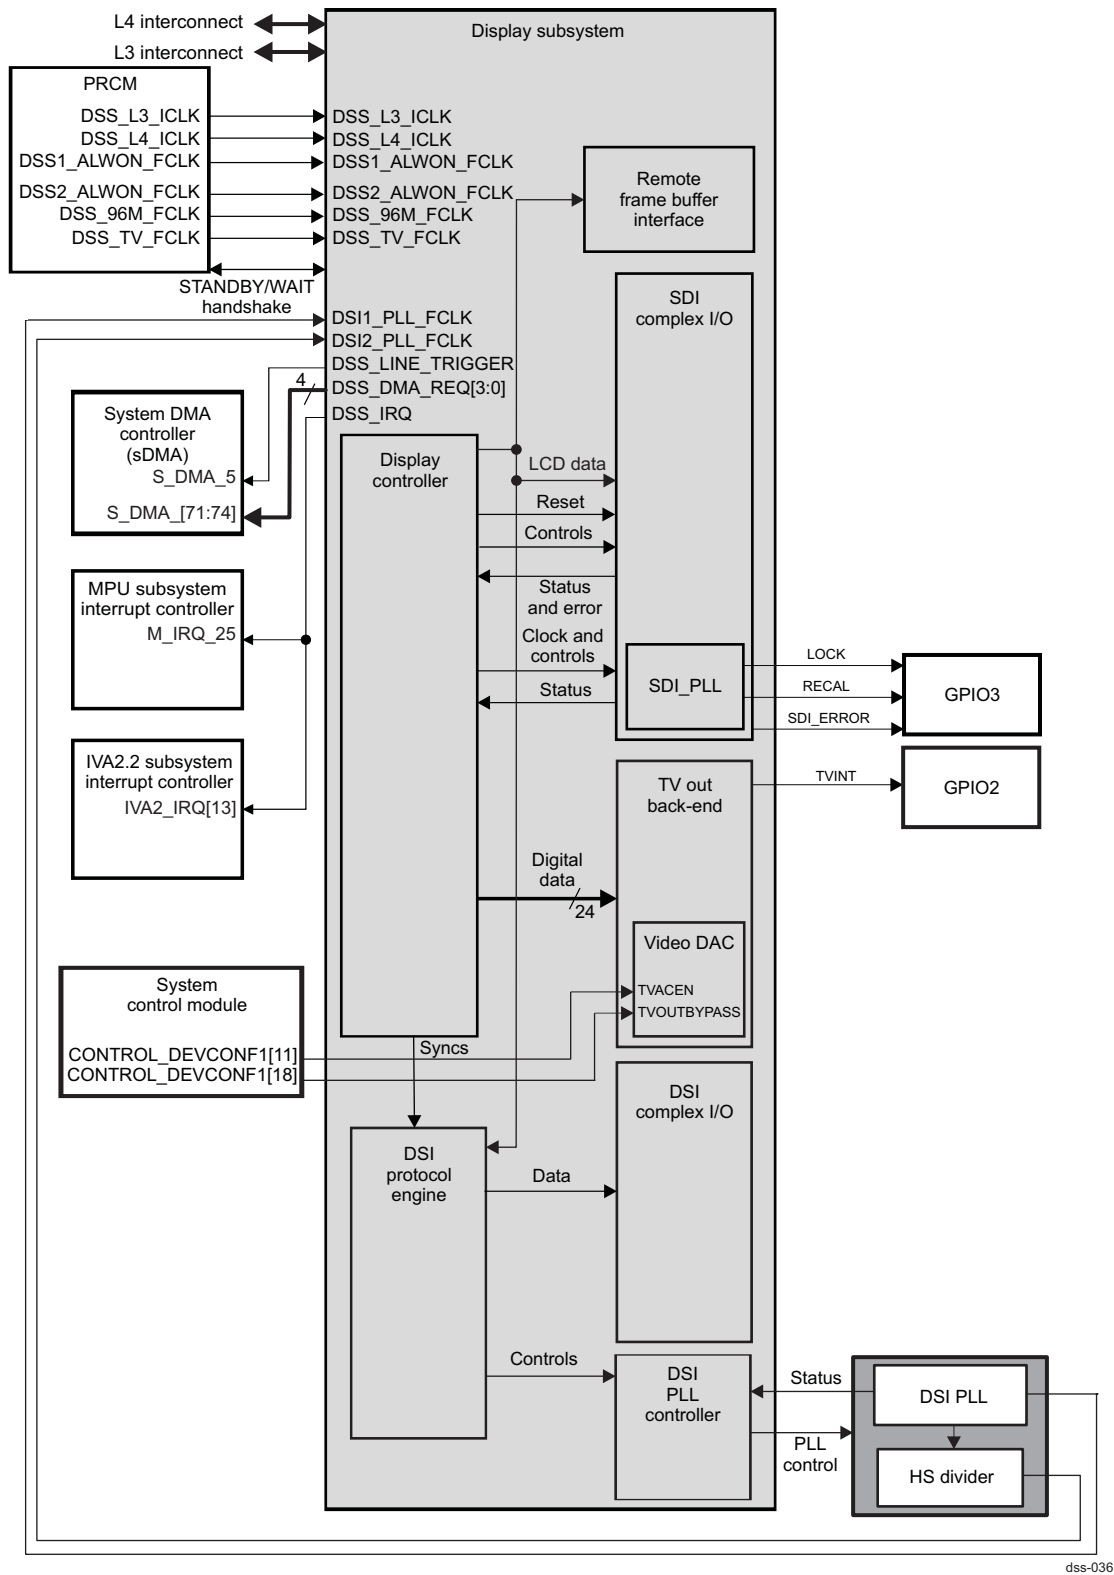 L4 interconnect
L3 interconnect
Display subsystem
PRCM
DSS_L3_ICLK
DSS_L4_ICLK
DSS1_ALWON_FCLK
DSS2_ALWON_FCLK
DSS_96M_FCLK
DSS_TV_FCLK
DSS_L3_ICLK
DSS_L4_ICLK
DSS1_ALWON_FCLK
DSS2_ALWON_FCLK
DSS_96M_FCLK
DSS_TV_FCLK
STANDBY/WAIT
handshake
DSI1_PLL_FCLK
DSI2_PLL_FCLK
DSS_LINE_TRIGGER
DSS_DMA_REQ[3:0]
DSS_IRQ
4
Remote
frame buffer
interface
SDI
complex I/O
System DMA
controller
(sDMA)
S_DMA_5
S_DMA_[71:74]
Display
controller
LCD data
Reset
Controls
Status
and error
Clock and
controls
Status
SDI_PLL
MPU subsystem
interrupt controller
M_IRQ_25
LOCK
RECAL
SDI_ERROR
GPIO3
IVA2.2 subsystem
interrupt controller
IVA2_IRQ[13]
TV out
back-end
TVINT
GPIO2
Digital
data
24
Video DAC
TVACEN
TVOUTBYPASS
System
control module
CONTROL_DEVCONF1[11]
CONTROL_DEVCONF1[18]
Syncs
DSI
complex I/O
DSI
protocol
engine
Data
Controls
DSI
PLL
controller
Status
PLL
control
DSI PLL
HS divider
dss-036